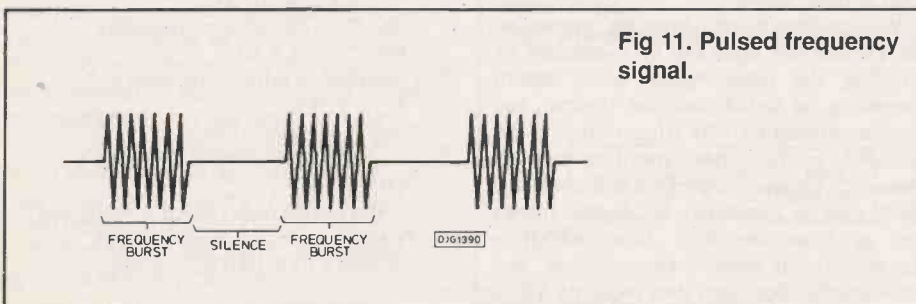 Fig 11. Pulsed frequency
signal.
FREQUENCY
BURST
SILENCE
FREQUENCY
BURST
DJG1390